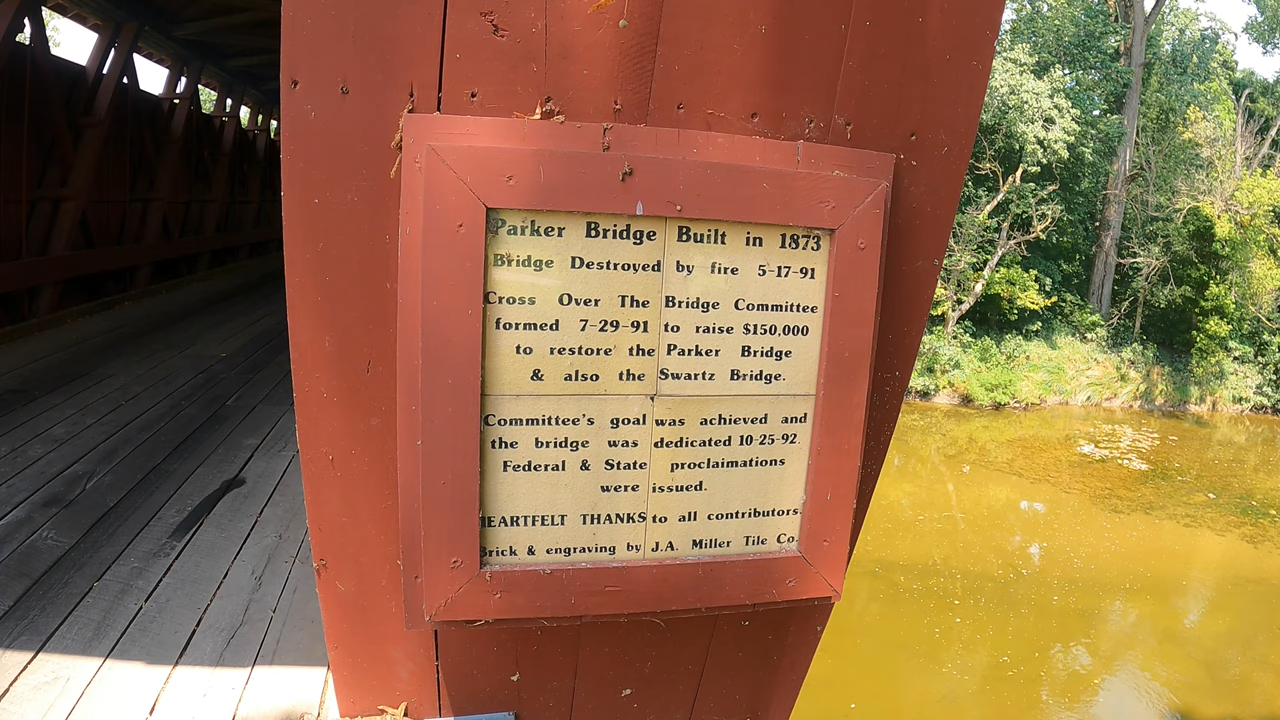 Parker Bridge Built in 1873
Bridge Destroyed by fire 5-17-91
Cross Over The Bridge Committee
formed 7-29-91 to raise $150,000
to restore the Parker Bridge
& also the Swartz Bridge.
Committee's goal was achieved and
the bridge was dedicated 10-25-92.
Federal & State proclaimations
were issued.
HEARTFELT THANKS to all contributors.
Brick & engraving by J.A. Miller Tile Co.